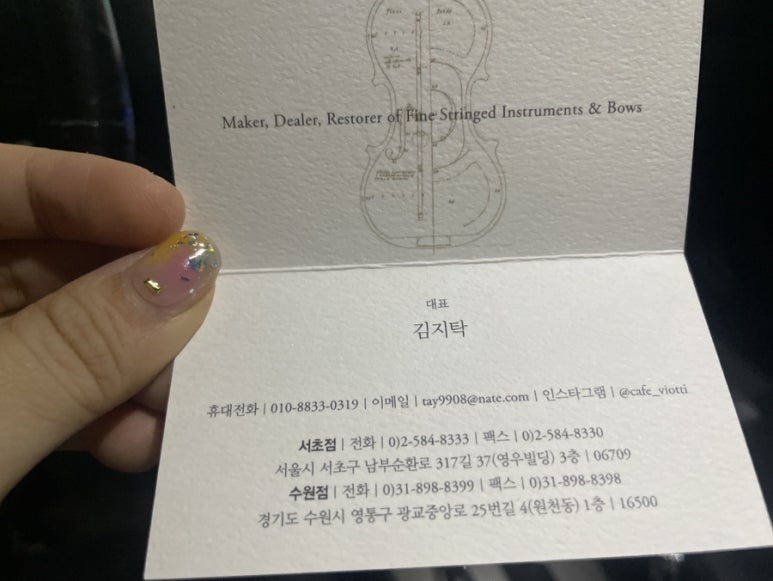 Maker, Dealer, Restorer of Fine Stringed Instruments & Bows
대표
김지탁
휴대전화 | 010-8833-0319 | 이메일 | tay9908@nate.com | 인스타그램 | @cafe_viotti
서초점 | 전화 | 0)2-584-8333 | 팩스 | 0)2-584-8330
서울시 서초구 남부순환로 317길 37(영우빌딩) 3층 | 06709
수원점 | 전화 | 0)31-898-8399 | 팩스 | 0)31-898-8398
경기도 수원시 영통구 광교중앙로 25번길 4(원천동) 1층 | 16500